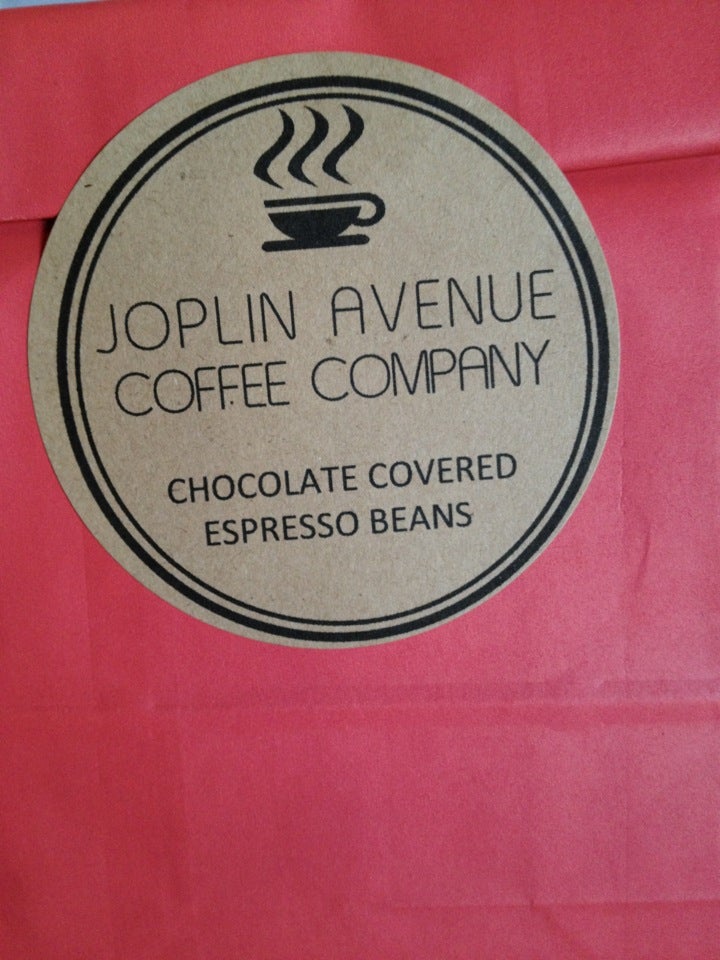 JOPLIN AVENUE
COFFEE COMPANY
CHOCOLATE COVERED
ESPRESSO BEANS